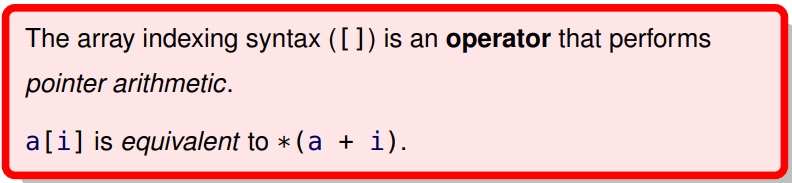 The array indexing syntax ([]) is an operator that performs
pointer arithmetic.
a[i] is equivalent to *(a + i).